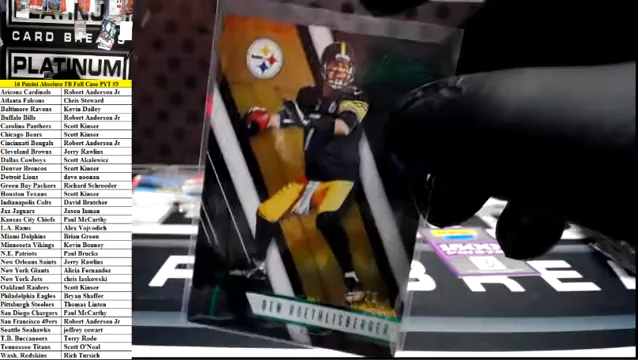 PLATINUM
CARD BREAKS
PLATINUM
16 Panini Absolute FB Full Case PYT #3
Arizona Cardinals Robert Anderson Jr
Atlanta Falcons Chris Steward
Baltimore Ravens Kevin Dailey
Buffalo Bills Robert Anderson Jr
Carolina Panthers Scott Kinser
Chicago Bears Scott Kinser
Cincinnati Bengals Robert Anderson Jr
Cleveland Browns Jerry Rawlins
Dallas Cowboys Scott Akalewicz
Denver Broncos Scott Kinser
Detroit Lions dave noonan
Green Bay Packers Richard Schroeder
Houston Texans Scott Kinser
Indianapolis Colts David Bratcher
Jax Jaguars Jason Inman
Kansas City Chiefs Paul McCarthy
L.A. Rams Alex Vojvodich
Miami Dolphins Brian Green
Minnesota Vikings Kevin Bonney
N.E. Patriots Paul Brucks
New Orleans Saints Jerry Rawlins
New York Giants Alicia Fernandez
New York Jets chris laskowski
Oakland Raiders Scott Kinser
Philadelphia Eagles Bryan Shaffer
Pittsburgh Steelers Thomas Linton
San Diego Chargers Paul McCarthy
San Francisco 49ers Robert Anderson Jr
Seattle Seahawks jeffrey cowart
T.B. Buccaneers Terry Rode
Tennessee Titans Scott O'Neal
Wash. Redskins Rich Tursich
Steelers
BEN ROETHLISBERGER
BRE